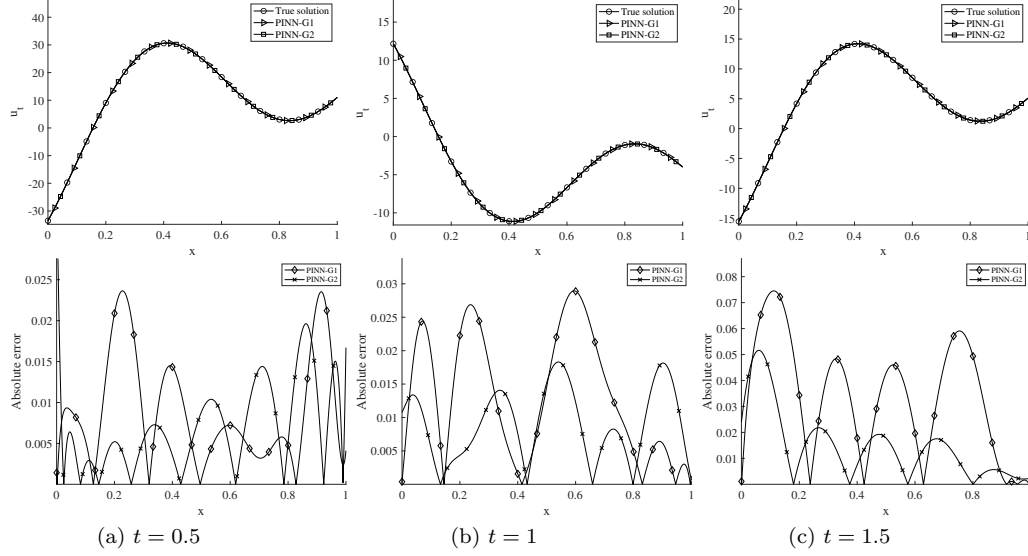 40
30
20
10
0
-10
-20
-30
u_t
0 0.2 0.4 0.6 0.8 1
x
True solution
PINN-G1
PINN-G2
15
10
5
0
-5
-10
u_t
0 0.2 0.4 0.6 0.8 1
x
True solution
PINN-G1
PINN-G2
20
15
10
5
0
-5
-10
-15
u_t
0 0.2 0.4 0.6 0.8 1
x
True solution
PINN-G1
PINN-G2
0.025
0.02
0.015
0.01
0.005
Absolute error
0 0.2 0.4 0.6 0.8 1
x
PINN-G1
PINN-G2
0.03
0.025
0.02
0.015
0.01
0.005
Absolute error
0 0.2 0.4 0.6 0.8 1
x
PINN-G1
PINN-G2
0.08
0.07
0.06
0.05
0.04
0.03
0.02
0.01
Absolute error
0 0.2 0.4 0.6 0.8
x
PINN-G1
PINN-G2
(a) t = 0.5
(b) t = 1
(c) t = 1.5